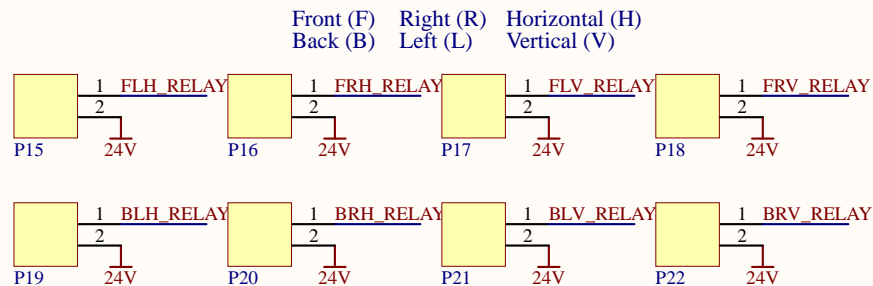 Front (F) Right (R) Horizontal (H)
Back (B) Left (L) Vertical (V)
1 FLH_RELAY 1 FRH_RELAY 1 FLV_RELAY 1 FRV_RELAY
2 2 2 2
P15 24V P16 24V P17 24V P18 24V
1 BLH_RELAY 1 BRH_RELAY 1 BLV_RELAY 1 BRV_RELAY
2 2 2 2
P19 24V P20 24V P21 24V P22 24V